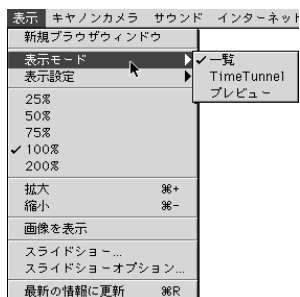 表示 キヤノンカメラ サウンド インターネット
新規ブラウザウィンドウ
表示モード
✓一覧
TimeTunnel
プレビュー
表示設定
25%
50%
75%
✓ 100%
200%
拡大 ⌘+
縮小 ⌘-
画像を表示
スライドショー...
スライドショーオプション...
最新の情報に更新 ⌘R